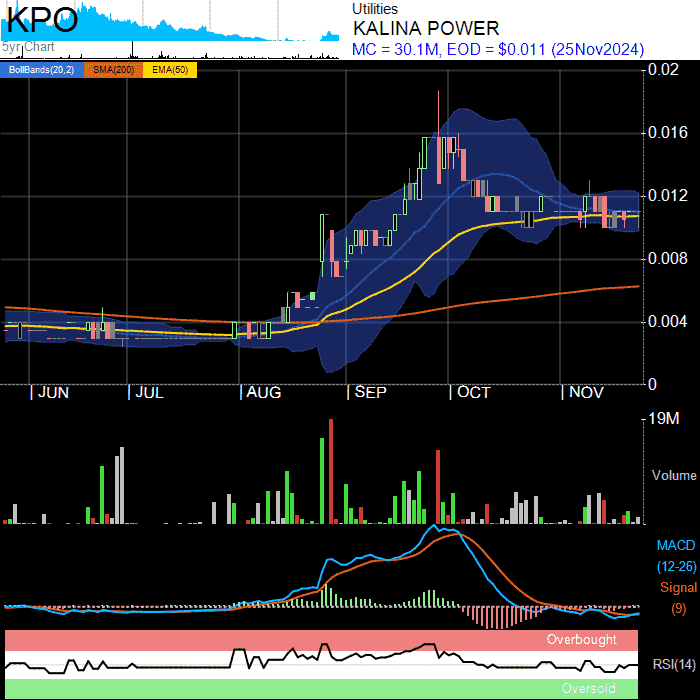 KPO
5yr Chart
Utilities
KALINA POWER
MC = 30.1M, EOD = $0.011 (25Nov2024)
BollBands(20,2) SMA(200) EMA(50)
0.02
0.016
0.012
0.008
0.004
0
JUN JUL AUG SEP OCT NOV
19M
Volume
MACD
(12-26)
Signal
(9)
Overbought
RSI(14)
Oversold